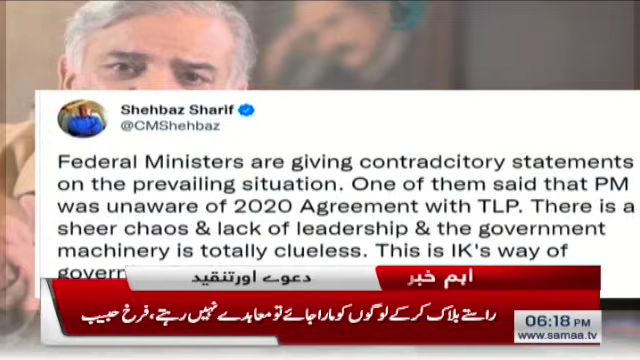 Shehbaz Sharif
@CMShehbaz
Federal Ministers are giving contradcitory statements
on the prevailing situation. One of them said that PM
was unaware of 2020 Agreement with TLP. There is a
sheer chaos & lack of leadership & the government
machinery is totally clueless. This is IK's way of
دعوے اور تنقید
اہم خبر
راستے بلاک کر کے لوگوں کو مارا جائے تو معاہدے نہیں رہتے، فرخ حبیب
06:18 PM
www.samaa.tv